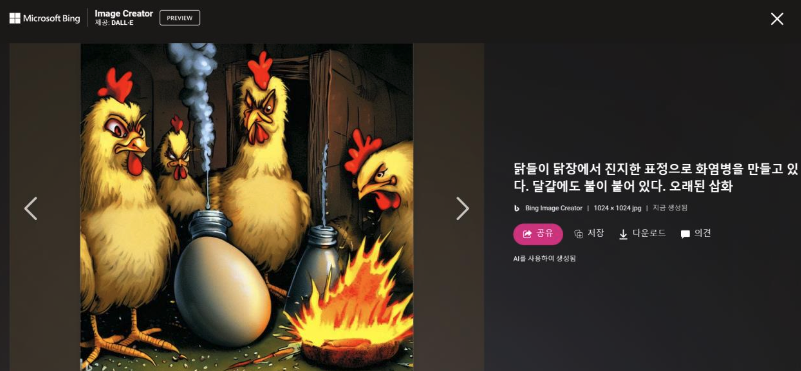 Microsoft Bing
Image Creator
제공: DALL·E
PREVIEW
닭들이 닭장에서 진지한 표정으로 화염병을 만들고 있
다. 달걀에도 불이 붙어 있다. 오래된 삽화
Bing Image Creator | 1024 × 1024 jpg | 지금 생성됨
공유 저장 다운로드 의견
AI를 사용하여 생성됨